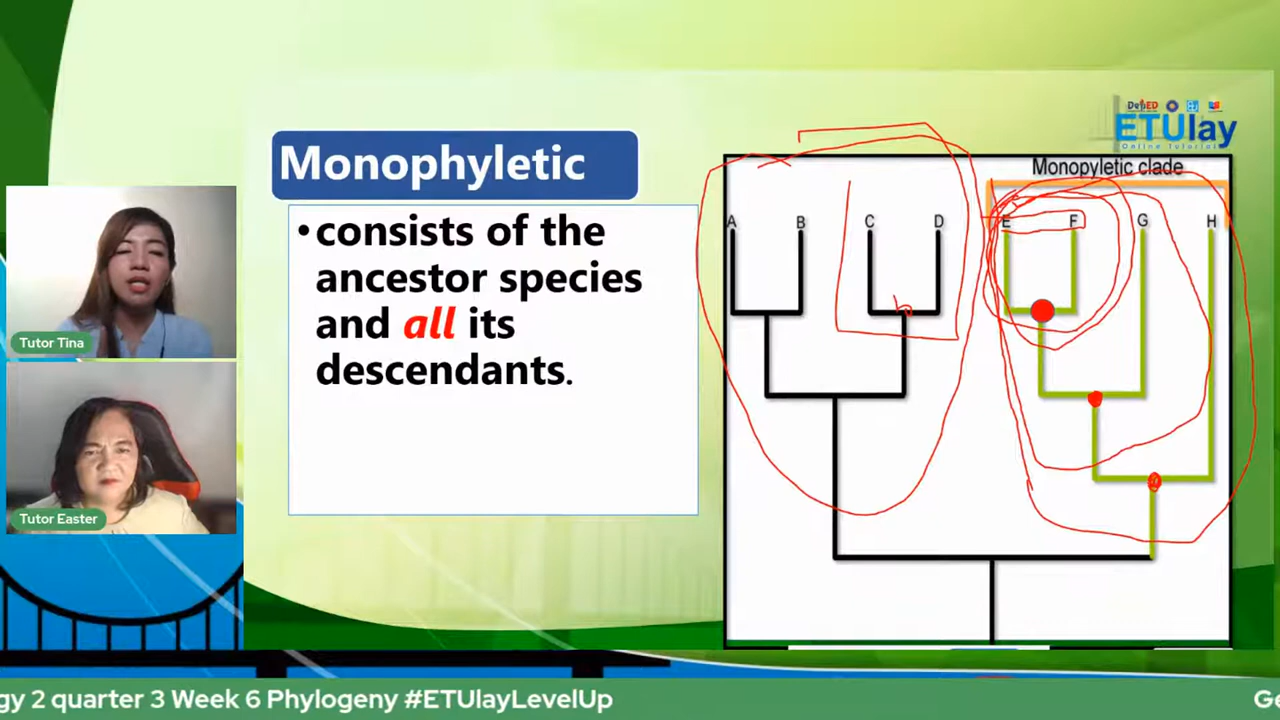 DepED
ETUlay
Online Tutorial
Monophyletic
•consists of the
ancestor species
and all its
descendants.
Monopyletic clade
A B C D E F G H
Tutor Tina
Tutor Easter
gy 2 quarter 3 Week 6 Phylogeny #ETUlayLevelUp
Ge